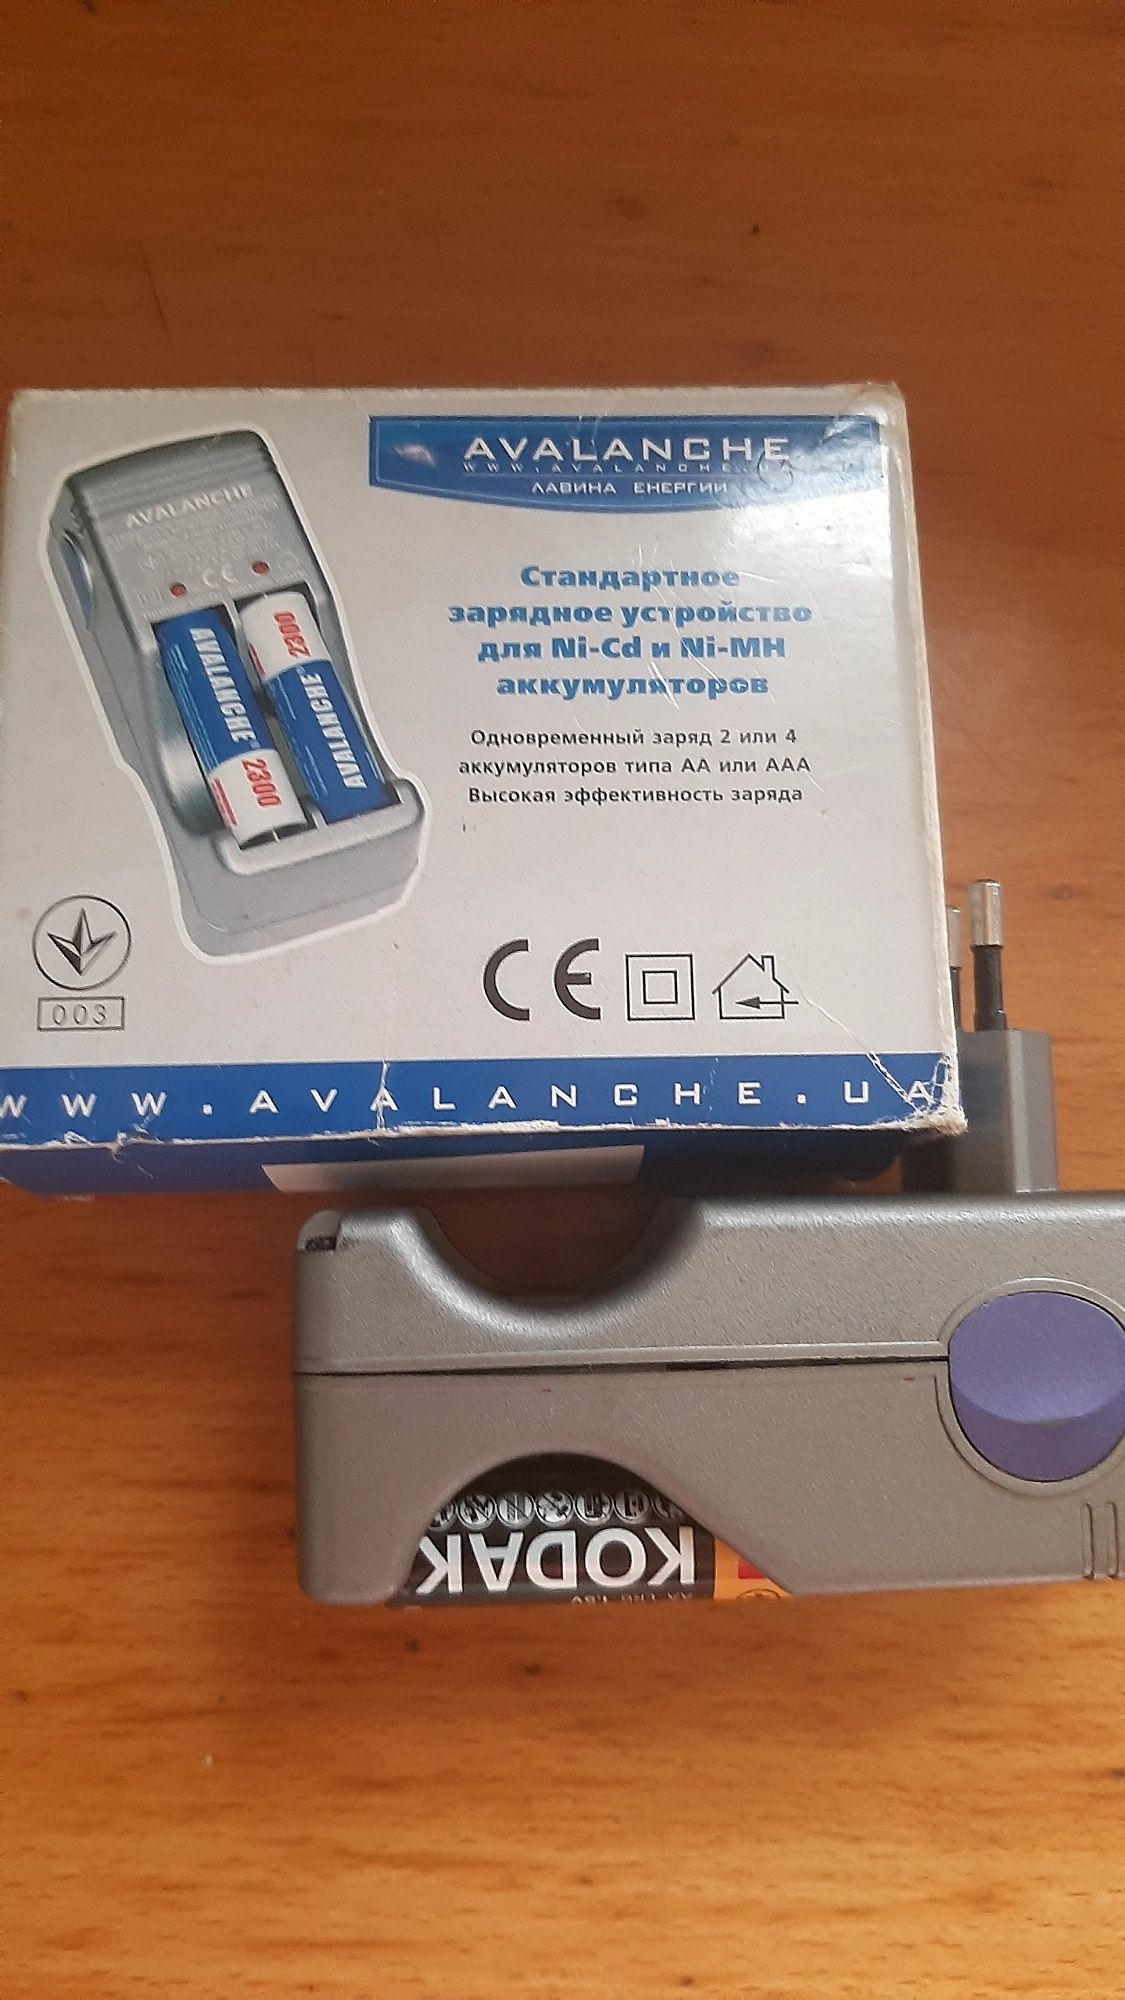 AVALANCHE
WWW.AVALANCHE.U
ЛАВИНА ЕНЕРГИИ
Стандартное
зарядное устройство
для Ni-Cd и Ni-MH
аккумуляторов
Одновременный заряд 2 или 4
аккумуляторов типа АА или ААА
Высокая эффективность заряда
AVALANCHE
CE
AVALANCHE
2300
2300
AVALANCHE
003
CE
WWW.AVALANCHE.UA
KODAK